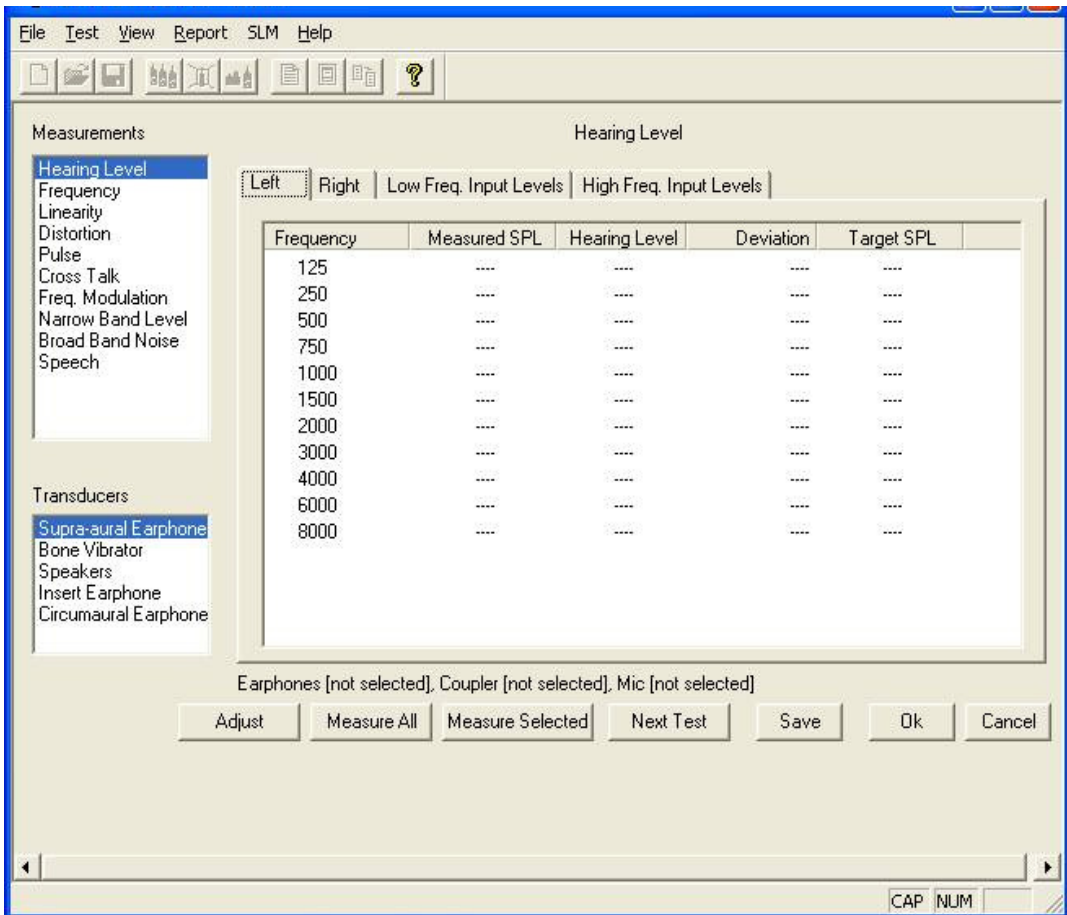 File Test View Report SLM Help
Measurements
Hearing Level
Hearing Level
Frequency
Linearity
Distortion
Pulse
Cross Talk
Freq. Modulation
Narrow Band Level
Broad Band Noise
Speech
Transducers
Supra-aural Earphone
Bone Vibrator
Speakers
Insert Earphone
Circumaural Earphone
Left Right Low Freq. Input Levels High Freq. Input Levels
Frequency Measured SPL Hearing Level Deviation Target SPL
125 ---- ---- ---- ----
250 ---- ---- ---- ----
500 ---- ---- ---- ----
750 ---- ---- ---- ----
1000 ---- ---- ---- ----
1500 ---- ---- ---- ----
2000 ---- ---- ---- ----
3000 ---- ---- ---- ----
4000 ---- ---- ---- ----
6000 ---- ---- ---- ----
8000 ---- ---- ---- ----
Earphones [not selected], Coupler [not selected], Mic [not selected]
Adjust Measure All Measure Selected Next Test Save Ok Cancel
CAP NUM